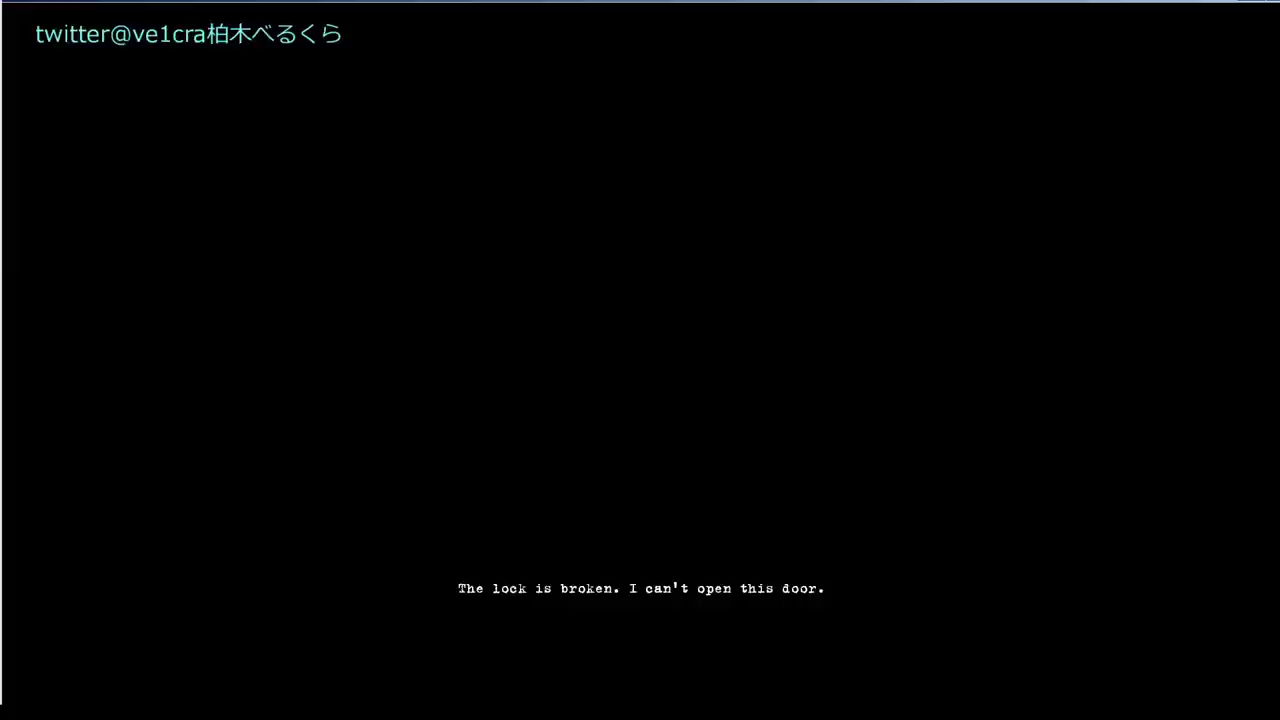 twitter@ve1cra柏木べるくら
The lock is broken. I can't open this door.